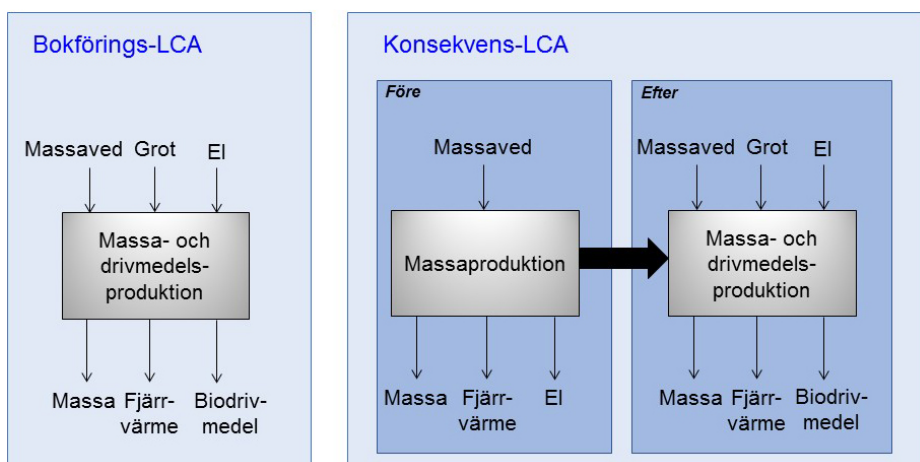 Bokförings-LCA
Massaved Grot El
Massa- och
drivmedels-
produktion
Massa Fjärr- Biodriv-
värme medel
Konsekvens-LCA
Före
Massaved
Massaproduktion
Massa Fjärr- El
värme
Efter
Massaved Grot El
Massa- och
drivmedels-
produktion
Massa Fjärr- Biodriv-
värme medel